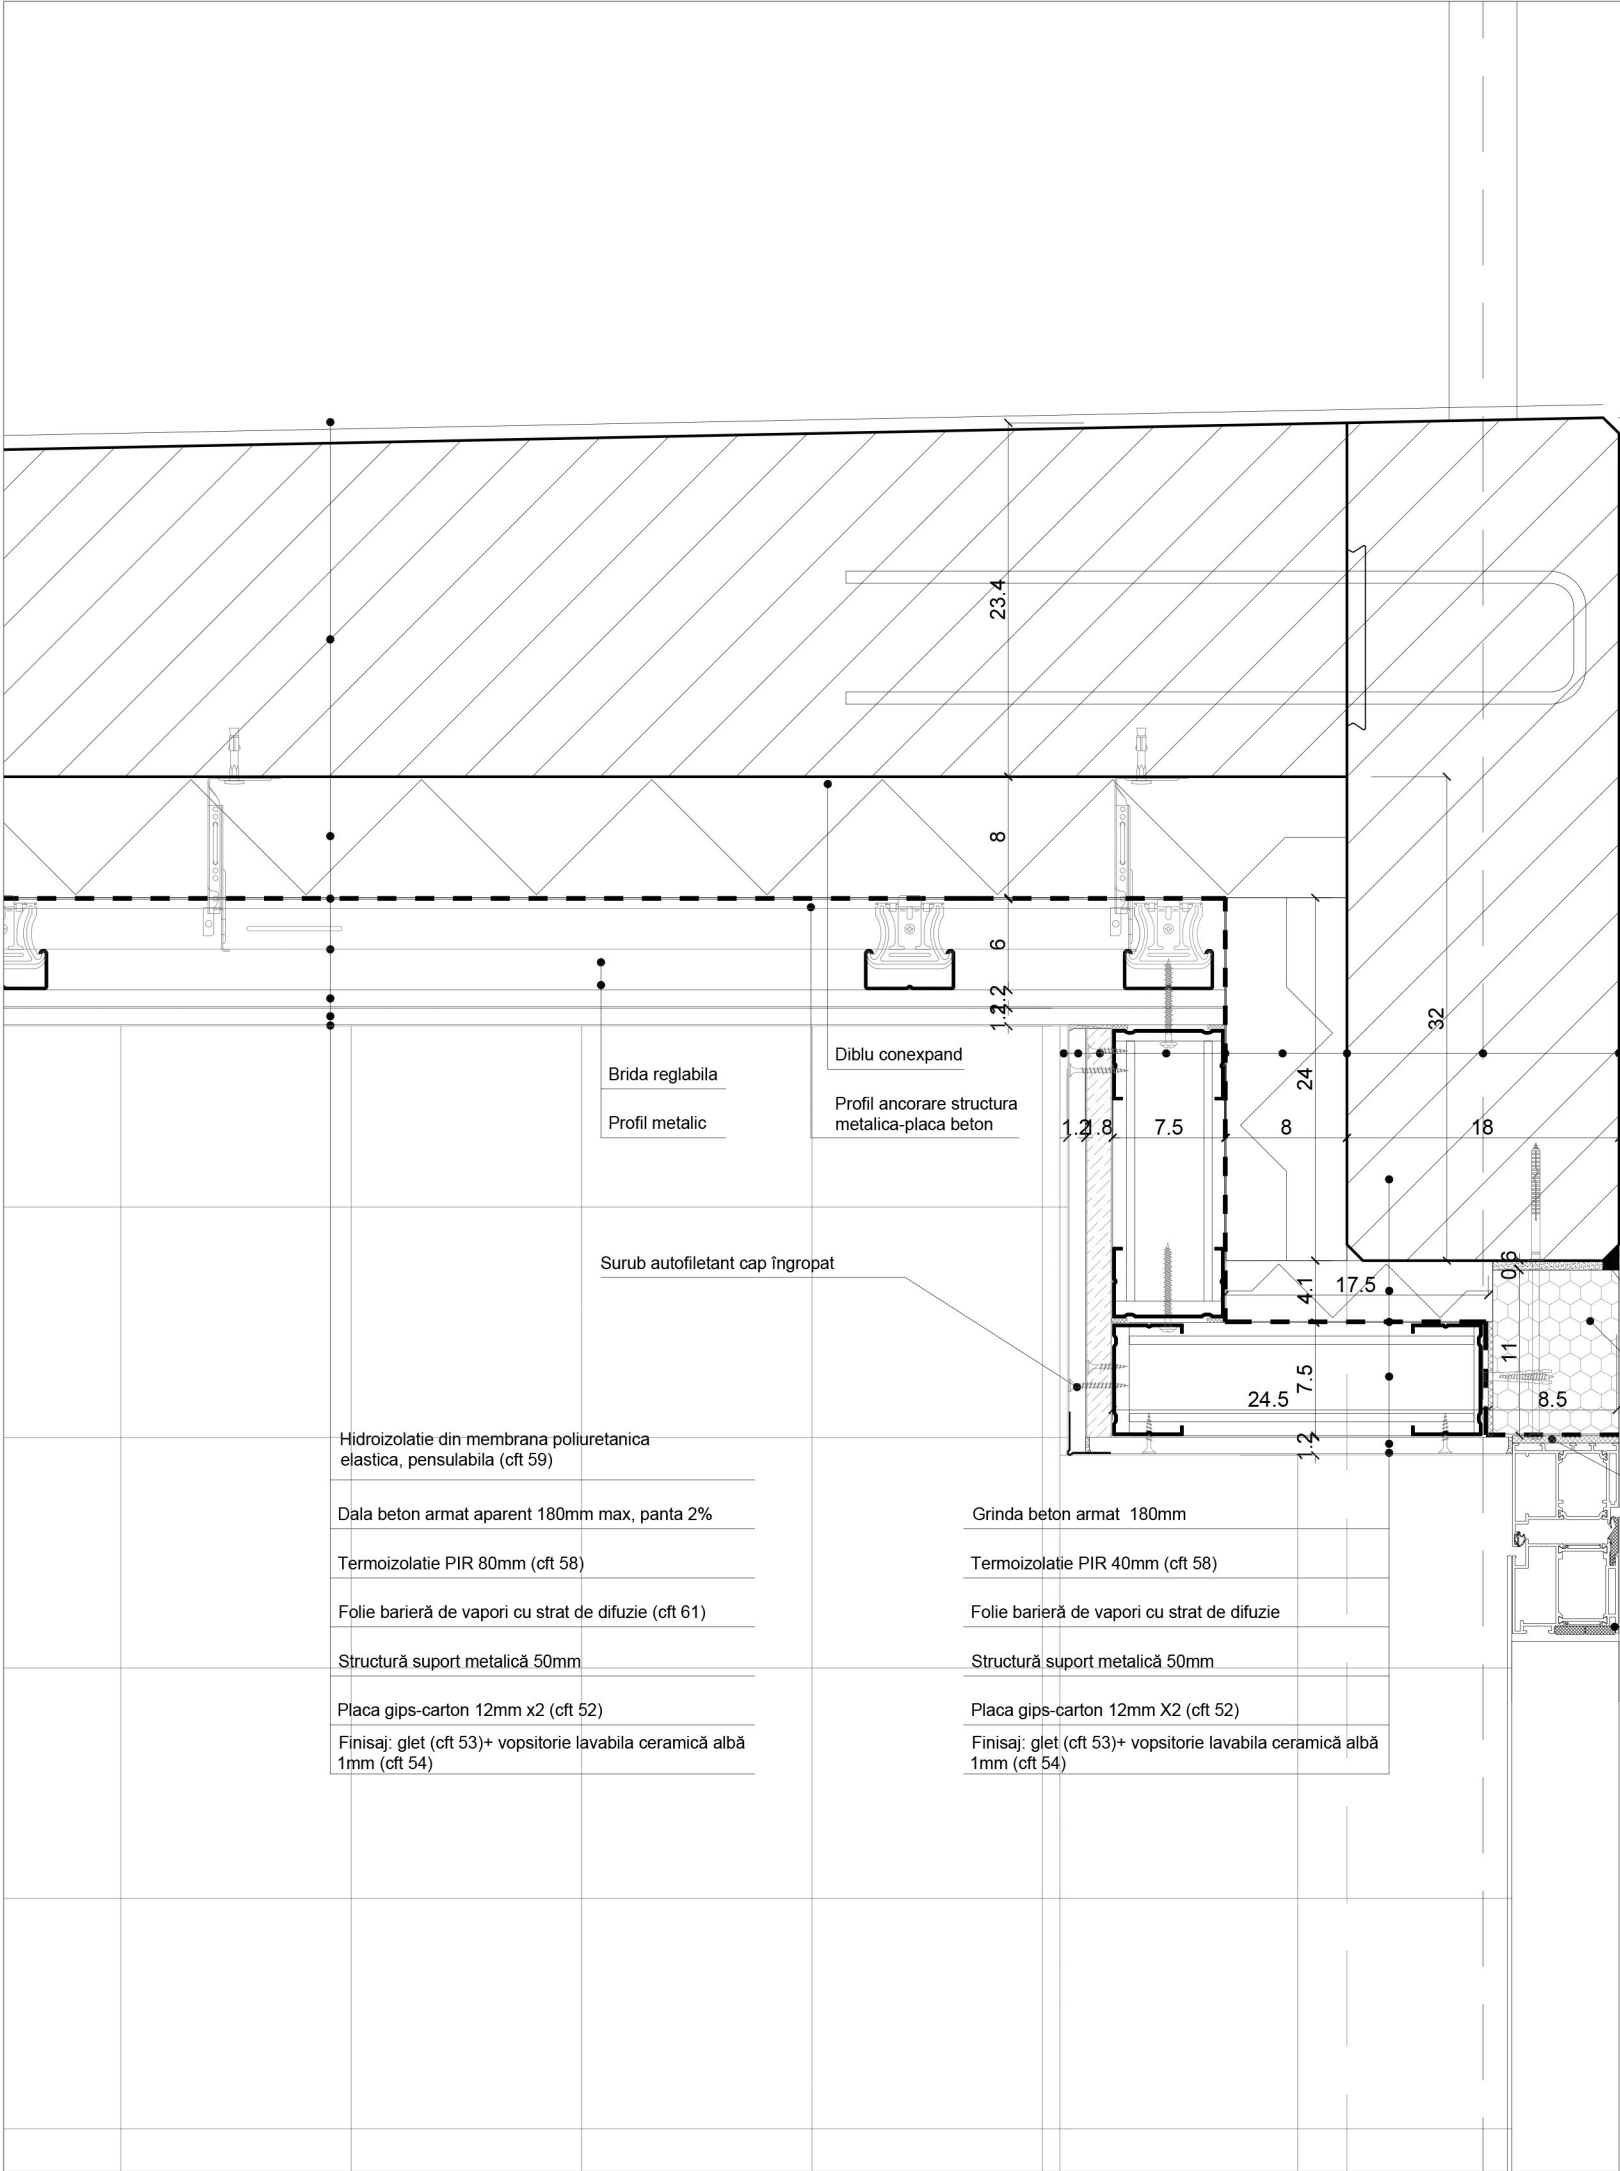 23.4
8
6
1.2
1.2
32
24
Diblu conexpand
Brida reglabila
Profil ancorare structura
metalica-placa beton
Profil metalic
1.2
1.8
7.5
8
18
Surub autofiletant cap îngropat
0.6
4.1
17.5
11
7.5
24.5
8.5
1.2
Hidroizolatie din membrana poliuretanica
elastica, pensulabila (cft 59)
Dala beton armat aparent 180mm max, panta 2%
Termoizolatie PIR 80mm (cft 58)
Folie barieră de vapori cu strat de difuzie (cft 61)
Structură suport metalică 50mm
Placa gips-carton 12mm x2 (cft 52)
Finisaj: glet (cft 53)+ vopsitorie lavabila ceramică albă
1mm (cft 54)
Grinda beton armat 180mm
Termoizolatie PIR 40mm (cft 58)
Folie barieră de vapori cu strat de difuzie
Structură suport metalică 50mm
Placa gips-carton 12mm X2 (cft 52)
Finisaj: glet (cft 53)+ vopsitorie lavabila ceramică albă
1mm (cft 54)